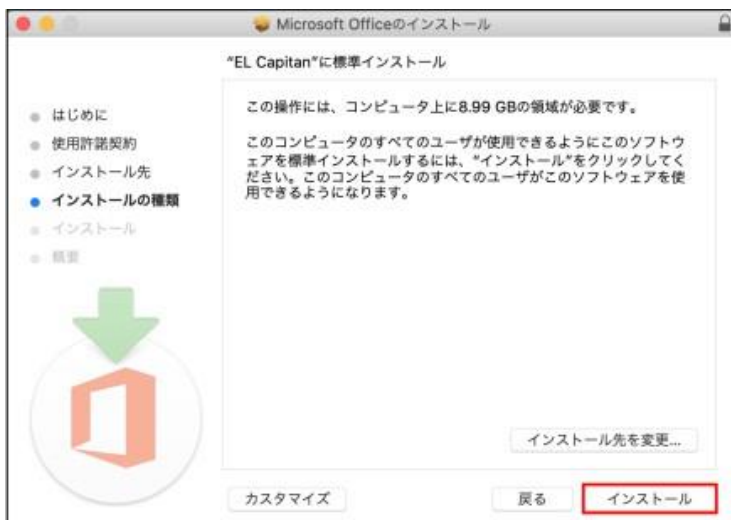 Microsoft Officeのインストール
“EL Capitan”に標準インストール
はじめに
使用許諾契約
インストール先
インストールの種類
インストール
概要
この操作には、コンピュータ上に8.99 GBの領域が必要です。
このコンピュータのすべてのユーザが使用できるようにこのソフトウ
ェアを標準インストールするには、“インストール”をクリックしてく
ださい。このコンピュータのすべてのユーザがこのソフトウェアを使
用できるようになります。
インストール先を変更...
カスタマイズ
戻る
インストール